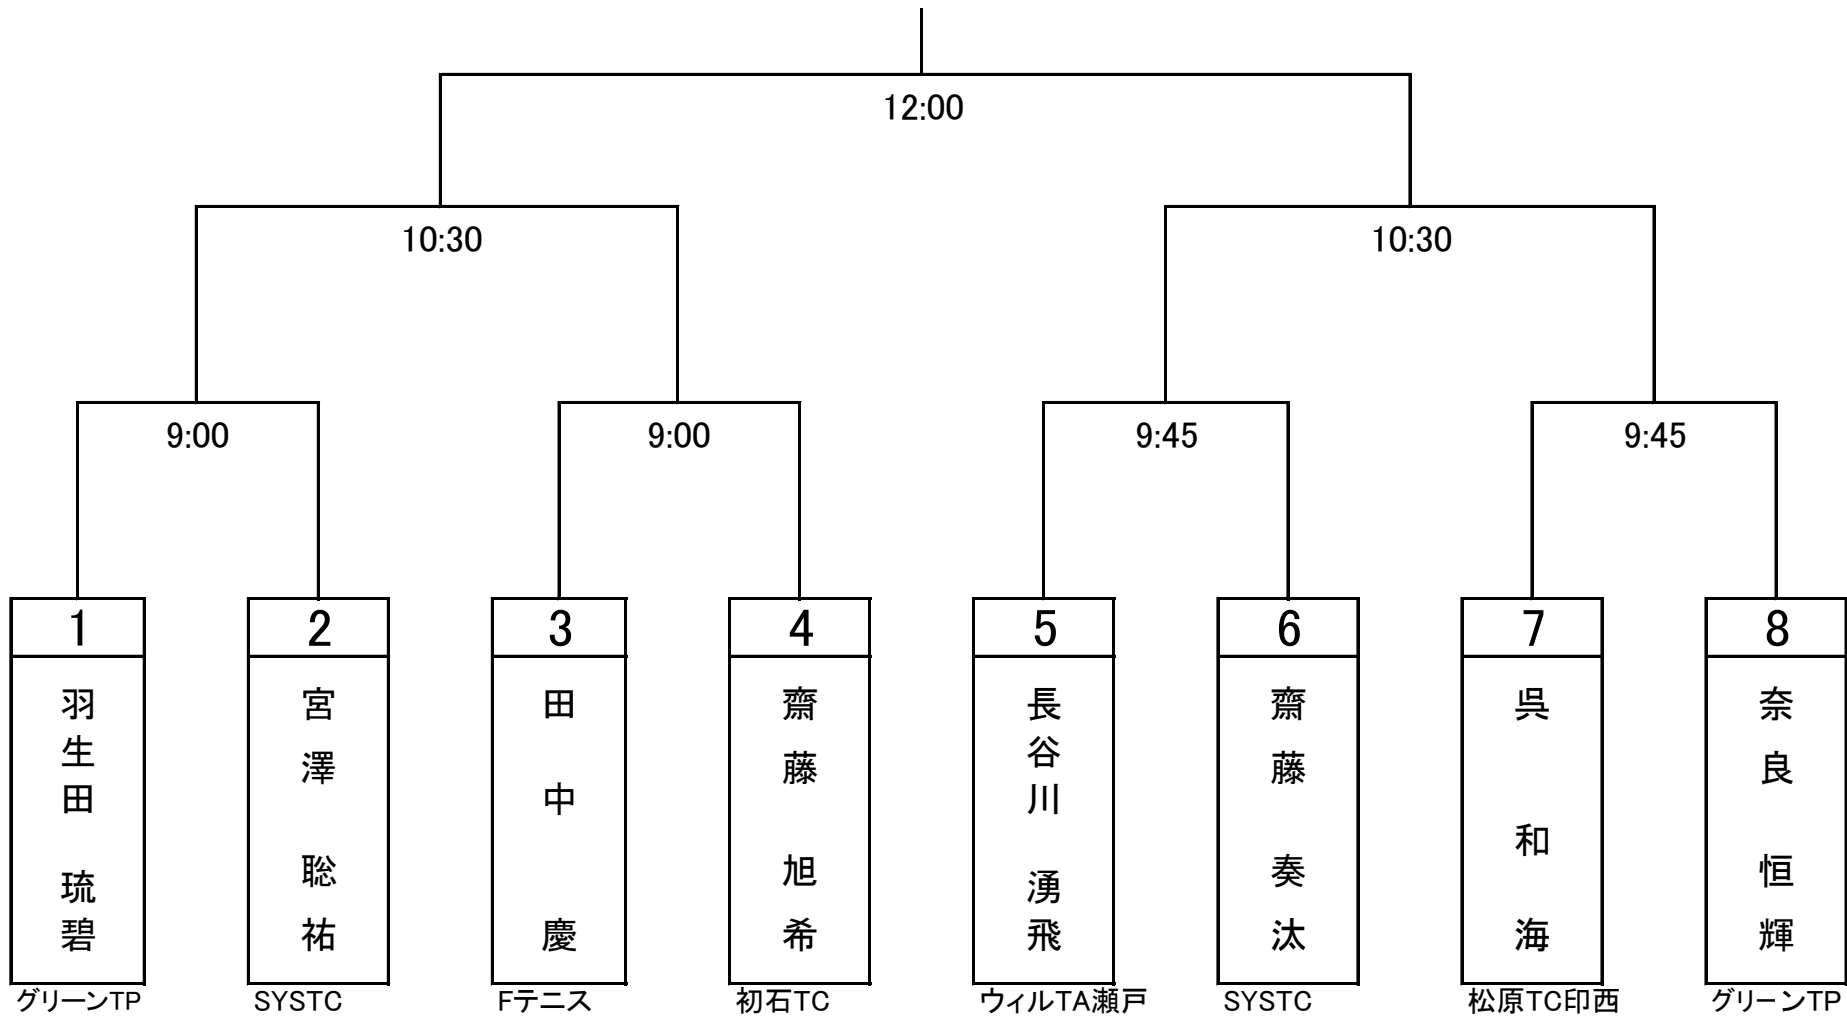 12:00
10:30
10:30
9:00
9:00
9:45
9:45
1
羽生田 琉碧
グリーンTP
2
宮澤 聡祐
SYSTC
3
田中 慶
Fテニス
4
齋藤 旭希
初石TC
5
長谷川 湧飛
ウィルTA瀬戸
6
齋藤 奏汰
SYSTC
7
呉 和海
松原TC印西
8
奈良 恒輝
グリーンTP